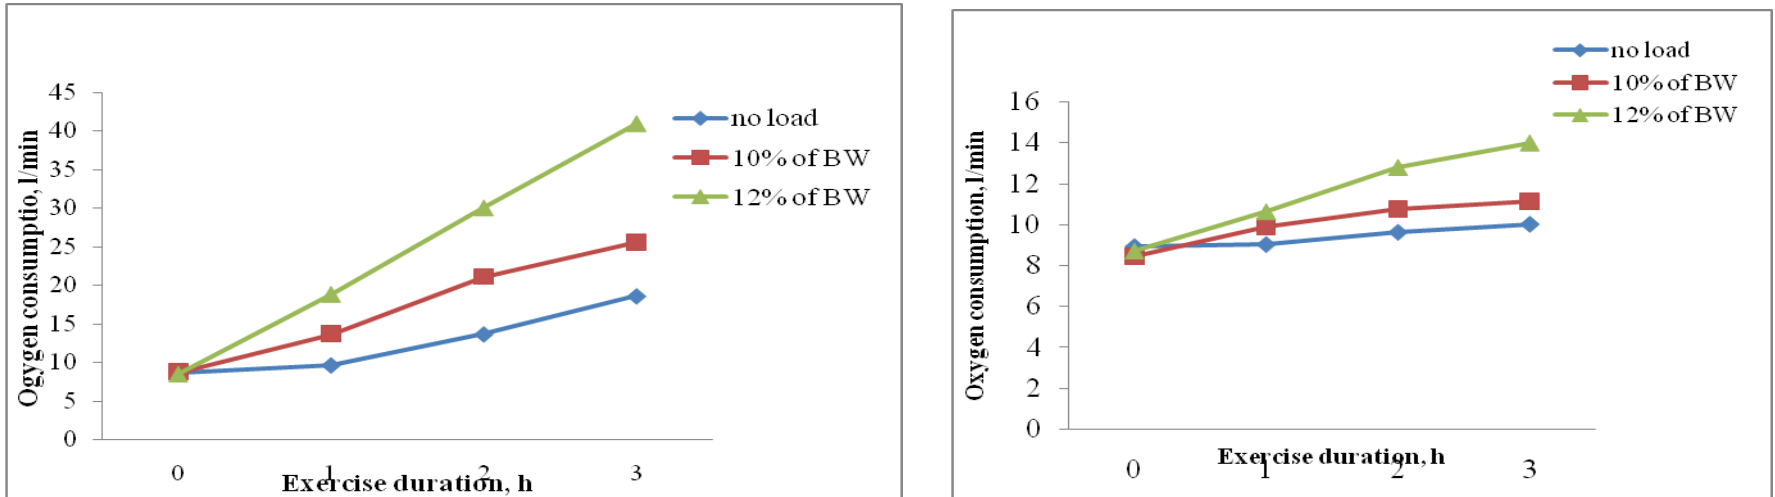 45
40
35
30
25
20
15
10
5
0
Ogygen consumptio, l/min
0 1 2 3
Exercise duration, h
no load
10% of BW
12% of BW
no load
10% of BW
12% of BW
16
14
12
10
8
6
4
2
0
Oxygen consumption, l/min
Exercise duration, h
0 1 2 3